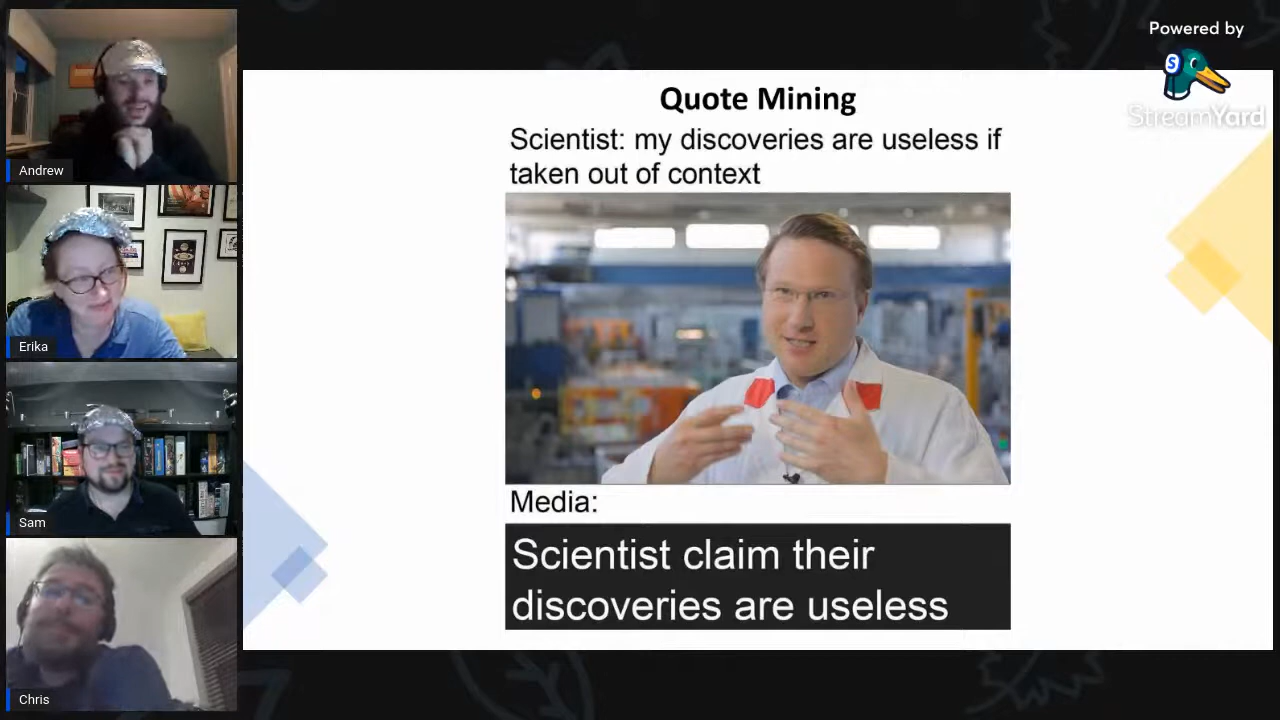 Powered by
StreamYard
Quote Mining
Scientist: my discoveries are useless if
taken out of context
Media:
Scientist claim their
discoveries are useless
Andrew
Erika
Sam
Chris